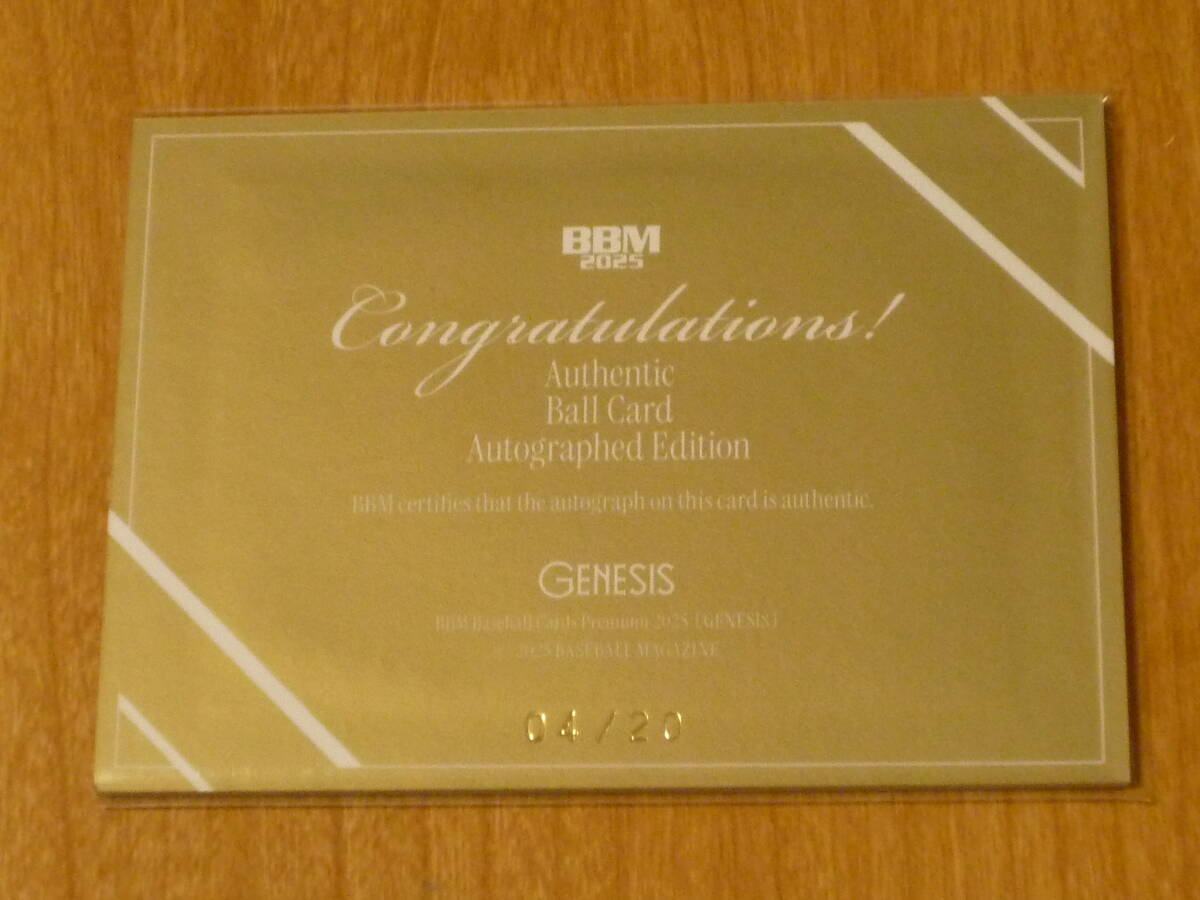 BBM
2025
Congratulations!
Authentic
Ball Card
Autographed Edition
BBM certifies that the autograph on this card is authentic.
GENESIS
BBM Baseball Cards Premium 2025 [GENESIS]
© 2025 BASEBALL MAGAZINE
04/20